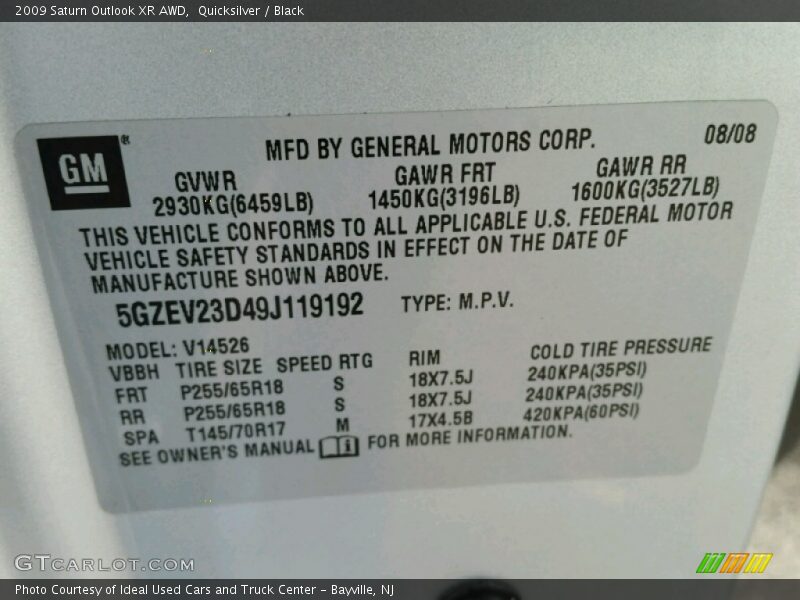 2009 Saturn Outlook XR AWD,  Quicksilver / Black
GM®
MFD BY GENERAL MOTORS CORP.
08/08
GVWR
GAWR FRT
GAWR RR
2930KG(6459LB)
1450KG(3196LB)
1600KG(3527LB)
THIS VEHICLE CONFORMS TO ALL APPLICABLE U.S. FEDERAL MOTOR
VEHICLE SAFETY STANDARDS IN EFFECT ON THE DATE OF
MANUFACTURE SHOWN ABOVE.
5GZEV23D49J119192 TYPE: M.P.V.
MODEL: V14526
VBBH TIRE SIZE SPEED RTG RIM COLD TIRE PRESSURE
FRT P255/65R18 S 18X7.5J 240KPA(35PSI)
RR P255/65R18 S 18X7.5J 240KPA(35PSI)
SPA T145/70R17 M 17X4.5B 420KPA(60PSI)
SEE OWNER'S MANUAL FOR MORE INFORMATION.
GTCARLOT.COM
Photo Courtesy of Ideal Used Cars and Truck Center – Bayville, NJ